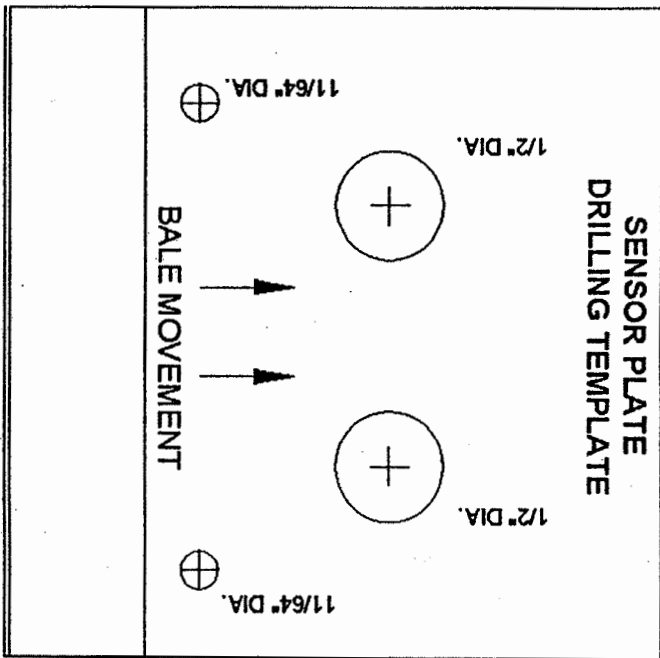 SENSOR PLATE
DRILLING TEMPLATE
11/64" DIA.
1/2" DIA.
BALE MOVEMENT
1/2" DIA.
11/64" DIA.